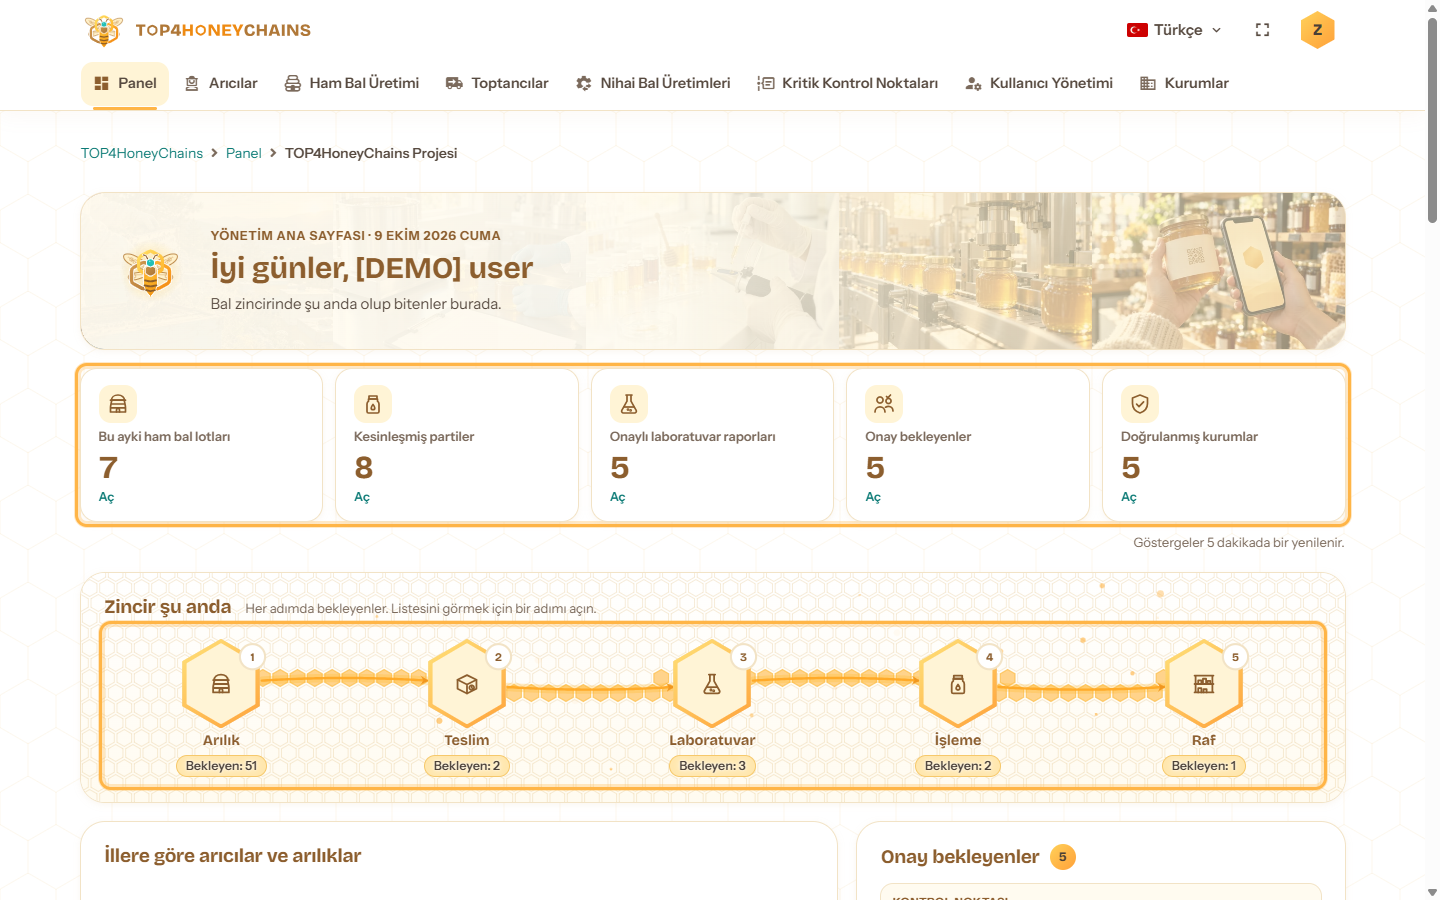 TOP4HONEYCHAINS
Türkçe
Z
Panel
Arıcılar
Ham Bal Üretimi
Toptancılar
Nihai Bal Üretimleri
Kritik Kontrol Noktaları
Kullanıcı Yönetimi
Kurumlar
TOP4HoneyChains > Panel > TOP4HoneyChains Projesi
YÖNETİM ANA SAYFASI · 9 EKİM 2026 CUMA
İyi günler, [DEMO] user
Bal zincirinde şu anda olup bitenler burada.
Bu ayki ham bal lotları
7
Aç
Kesinleşmiş partiler
8
Aç
Onaylı laboratuvar raporları
5
Aç
Onay bekleyenler
5
Aç
Doğrulanmış kurumlar
5
Aç
Göstergeler 5 dakikada bir yenilenir.
Zincir şu anda
Her adımda bekleyenler. Listesini görmek için bir adımı açın.
1
Arılık
Bekleyen: 51
2
Teslim
Bekleyen: 2
3
Laboratuvar
Bekleyen: 3
4
İşleme
Bekleyen: 2
5
Raf
Bekleyen: 1
İllere göre arıcılar ve arılıklar
Onay bekleyenler 5
KONTROL NOKTASI